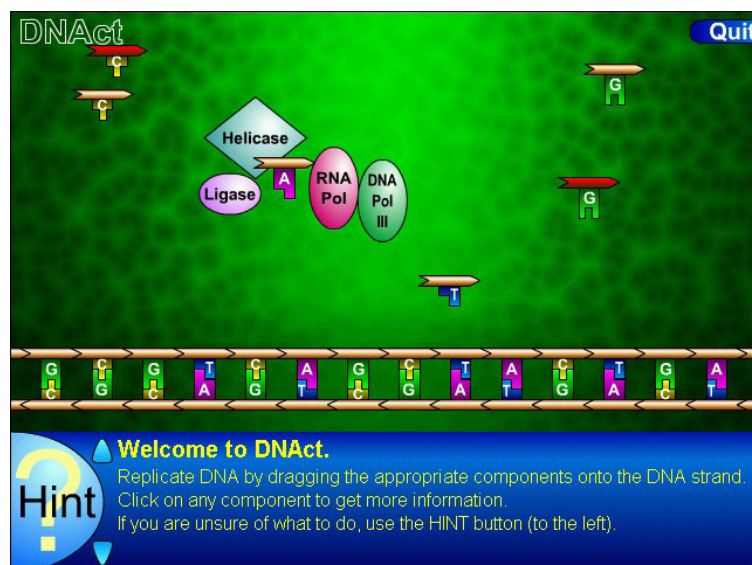 DNAct
Quit
C
C
G
Helicase
A
RNA
Pol
DNA
Pol
III
Ligase
G
T
G C G T C A G C T A C T G A
C G C A G T C G A T G A C T
Welcome to DNAct.
Replicate DNA by dragging the appropriate components onto the DNA strand.
Click on any component to get more information.
If you are unsure of what to do, use the HINT button (to the left).
?
Hint